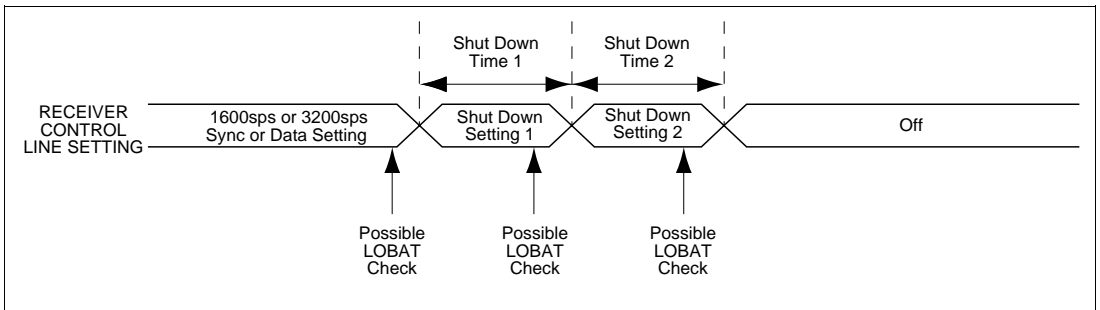 Shut Down
Time 1
Shut Down
Time 2
RECEIVER
CONTROL
LINE SETTING
1600sps or 3200sps
Sync or Data Setting
Shut Down
Setting 1
Shut Down
Setting 2
Off
Possible
LOBAT
Check
Possible
LOBAT
Check
Possible
LOBAT
Check